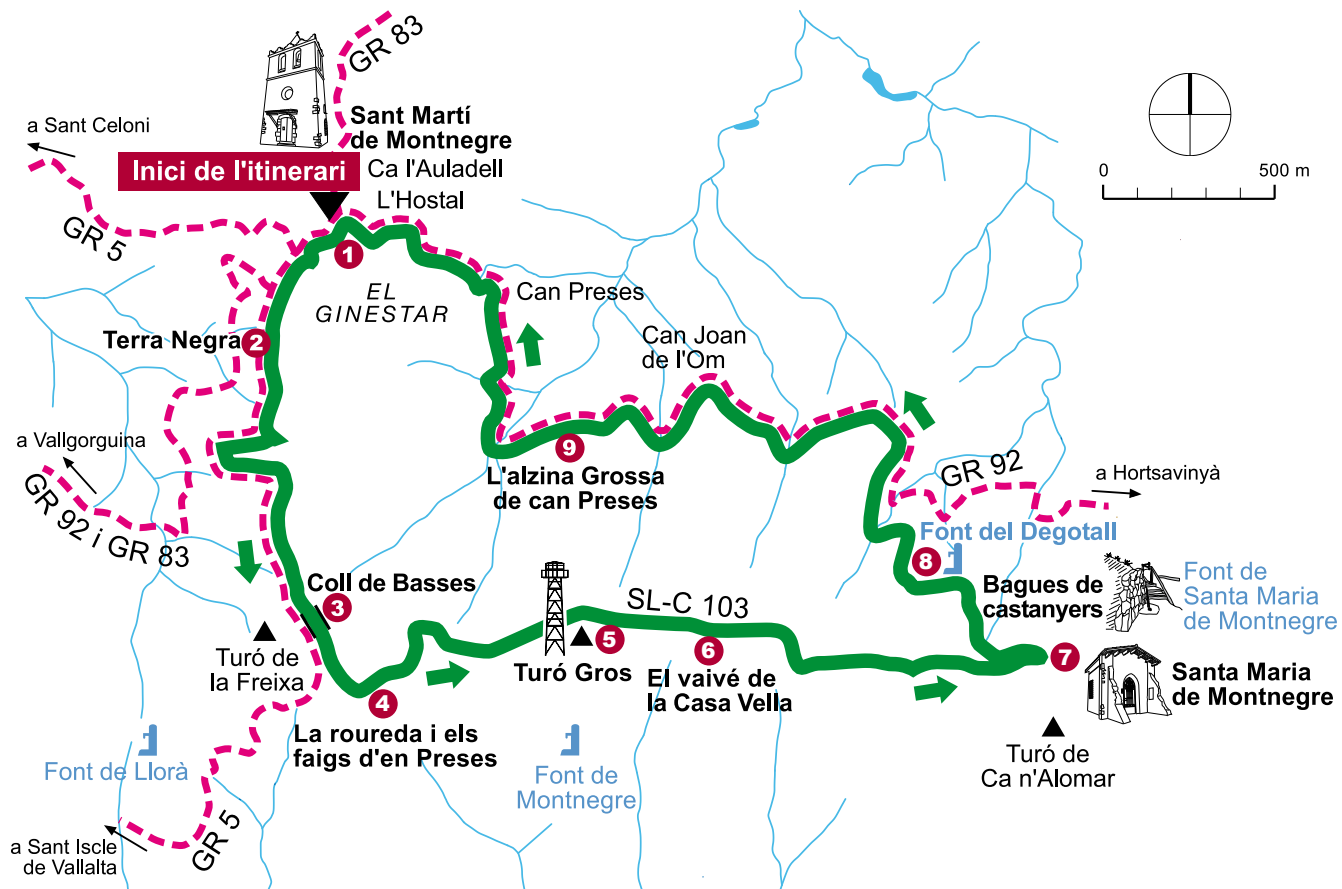 GR 83
Sant Martí
de Montnegre
a Sant Celoni
Inici de l'itinerari
Ca l'Auladell
L'Hostal
0 500 m
GR 5
1
EL
GINESTAR
Can Preses
Terra Negra
2
Can Joan
de l'Om
a Vallgorguina
GR 92 i GR 83
9
L'alzina Grossa
de can Preses
GR 92
a Hortsavinyà
Font del Degotall
8
Bagues de
castanyers
Font de
Santa Maria
de Montnegre
Coll de Basses
3
SL-C 103
Turó de
la Freixa
5
Turó Gros
6
El vaivé de
la Casa Vella
7
Santa Maria
de Montnegre
4
La roureda i els
faigs d'en Preses
Turó de
Ca n'Alomar
Font de Llorà
Font de
Montnegre
GR 5
a Sant Iscle
de Vallalta